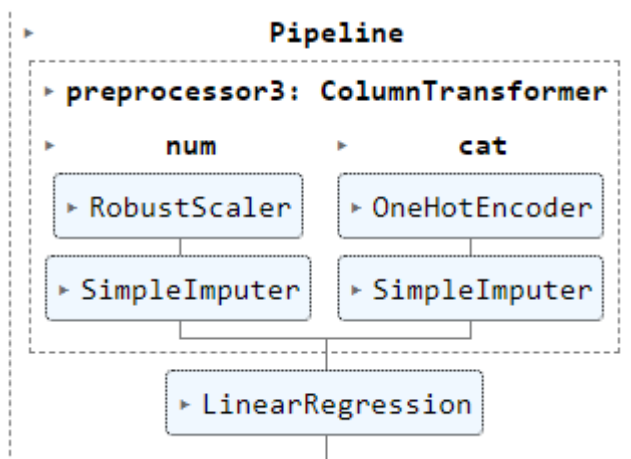 Pipeline
preprocessor3: ColumnTransformer
num cat
RobustScaler OneHotEncoder
SimpleImputer SimpleImputer
LinearRegression